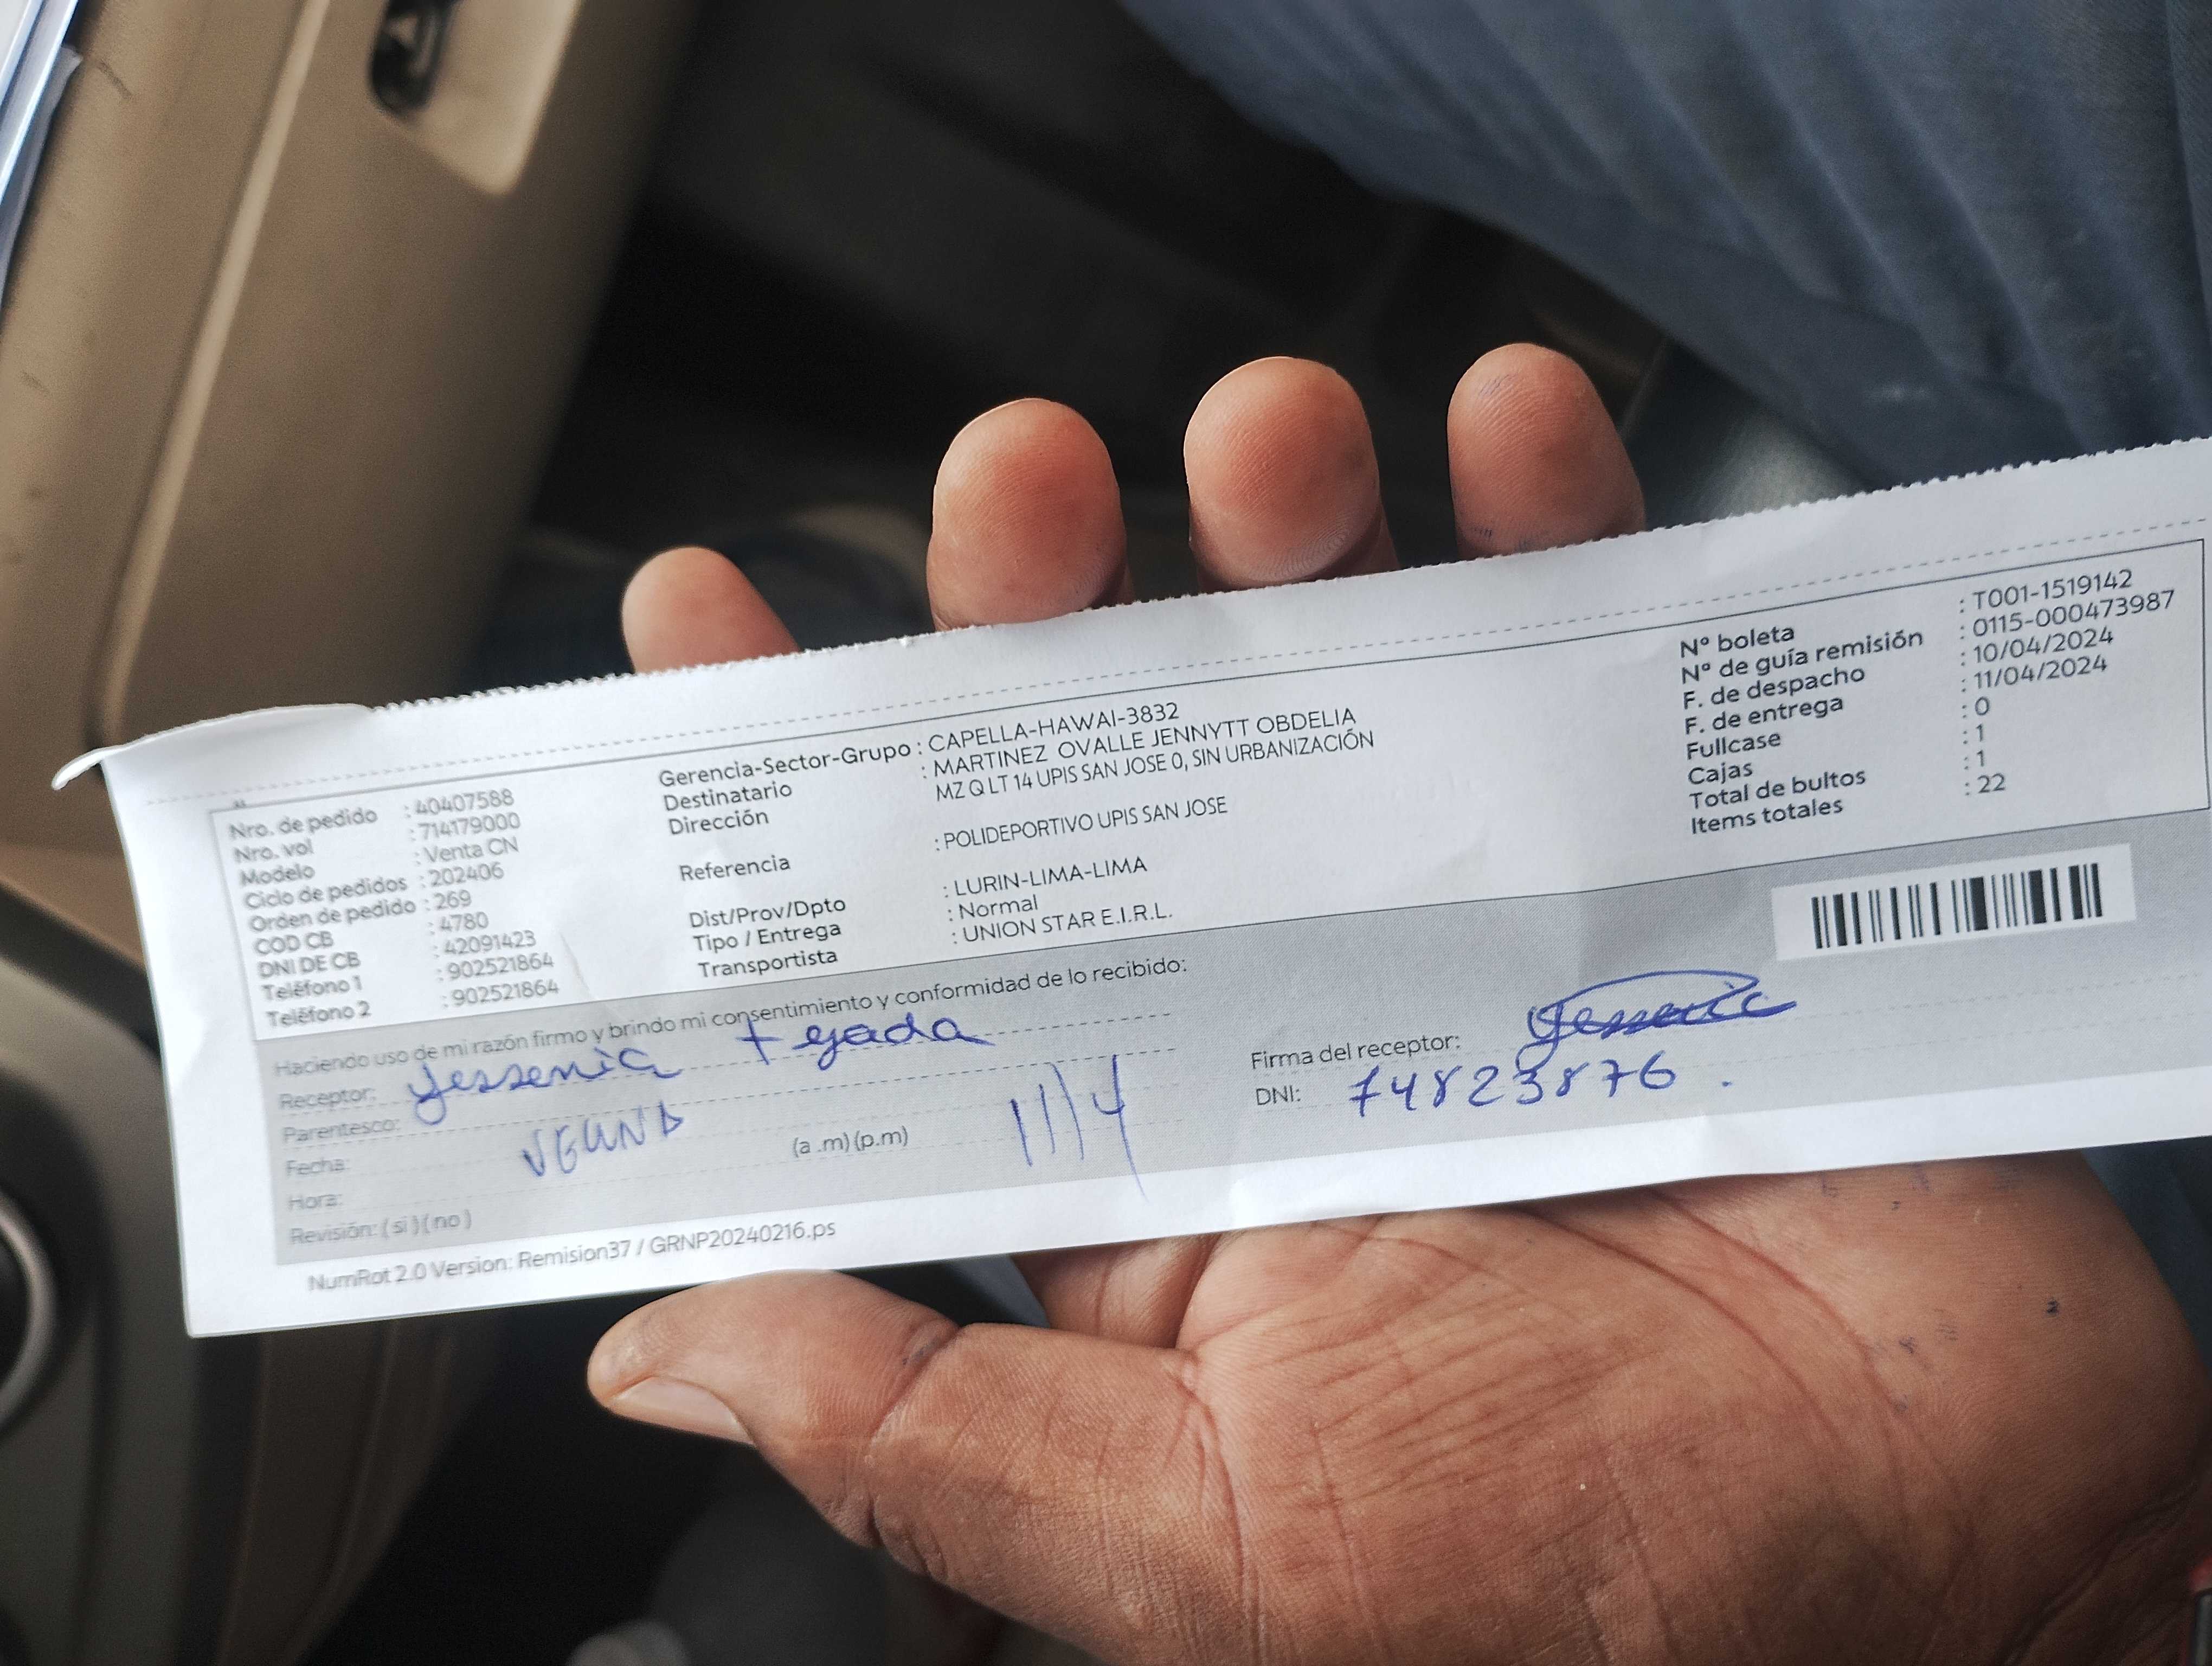 Nro. de pedido : 40407588
Nro. vol : 714179000
Modelo : Venta CN
Ciclo de pedidos : 202406
Orden de pedido : 269
COD CB : 4780
DNI DE CB : 42091423
Teléfono 1 : 902521864
Teléfono 2 : 902521864
Gerencia-Sector-Grupo : CAPELLA-HAWAI-3832
Destinatario : MARTINEZ OVALLE JENNYTT OBDELIA
Dirección MZ Q LT 14 UPIS SAN JOSE 0, SIN URBANIZACIÓN
Referencia : POLIDEPORTIVO UPIS SAN JOSE
Dist/Prov/Dpto : LURIN-LIMA-LIMA
Tipo / Entrega : Normal
Transportista : UNION STAR E.I.R.L.
N° boleta : T001-1519142
N° de guía remisión : 0115-000473987
F. de despacho : 10/04/2024
F. de entrega : 11/04/2024
Fullcase : 0
Cajas : 1
Total de bultos : 1
Items totales : 22
Haciendo uso de mi razón firmo y brindo mi consentimiento y conformidad de lo recibido:
Receptor: Yessenia tejada
Parentesco:
Fecha: 11/4
Hora: (a .m) (p.m)
Revisión: ( si ) ( no )
Firma del receptor: Yessenia
DNI: 74823876 .
NumRot 2.0 Version: Remision37 / GRNP20240216.ps